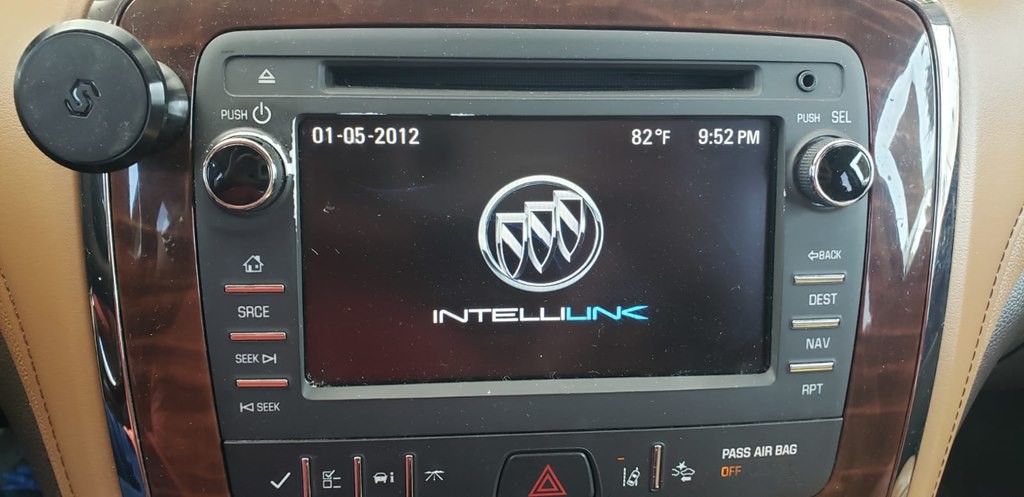 PUSH
01-05-2012 82°F 9:52 PM
PUSH SEL
INTELLILINK
SRCE
SEEK
SEEK
BACK
DEST
NAV
RPT
PASS AIR BAG
OFF